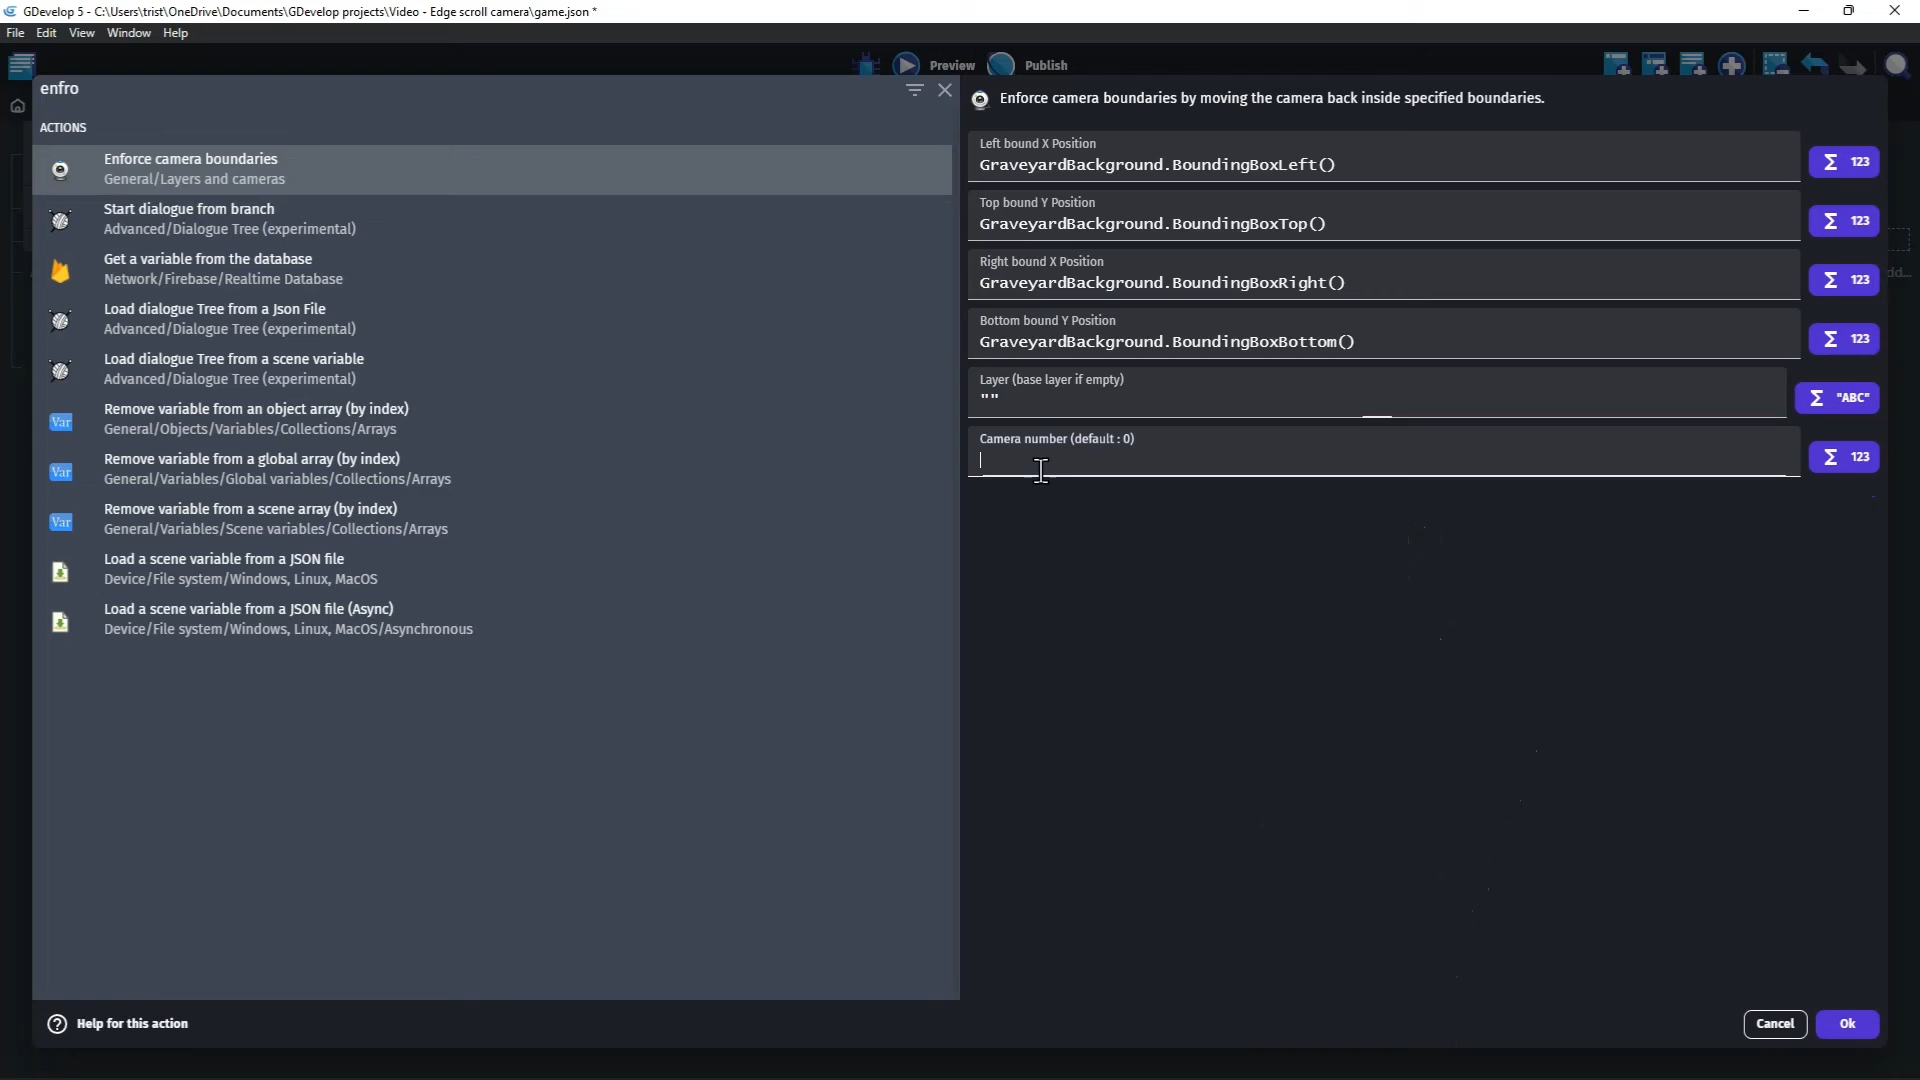 GDevelop 5 - C:\Users\trist\OneDrive\Documents\GDevelop projects\Video - Edge scroll camera\game.json *
File Edit View Window Help
Preview Publish
enfro
ACTIONS
Enforce camera boundaries
General/Layers and cameras
Start dialogue from branch
Advanced/Dialogue Tree (experimental)
Get a variable from the database
Network/Firebase/Realtime Database
Load dialogue Tree from a Json File
Advanced/Dialogue Tree (experimental)
Load dialogue Tree from a scene variable
Advanced/Dialogue Tree (experimental)
Var
Remove variable from an object array (by index)
General/Objects/Variables/Collections/Arrays
Var
Remove variable from a global array (by index)
General/Variables/Global variables/Collections/Arrays
Var
Remove variable from a scene array (by index)
General/Variables/Scene variables/Collections/Arrays
Load a scene variable from a JSON file
Device/File system/Windows, Linux, MacOS
Load a scene variable from a JSON file (Async)
Device/File system/Windows, Linux, MacOS/Asynchronous
Enforce camera boundaries by moving the camera back inside specified boundaries.
Left bound X Position
GraveyardBackground.BoundingBoxLeft()
Σ 123
Top bound Y Position
GraveyardBackground.BoundingBoxTop()
Σ 123
Right bound X Position
GraveyardBackground.BoundingBoxRight()
Σ 123
Bottom bound Y Position
GraveyardBackground.BoundingBoxBottom()
Σ 123
Layer (base layer if empty)
""
Σ "ABC"
Camera number (default : 0)
Σ 123
dd...
? Help for this action
Cancel Ok